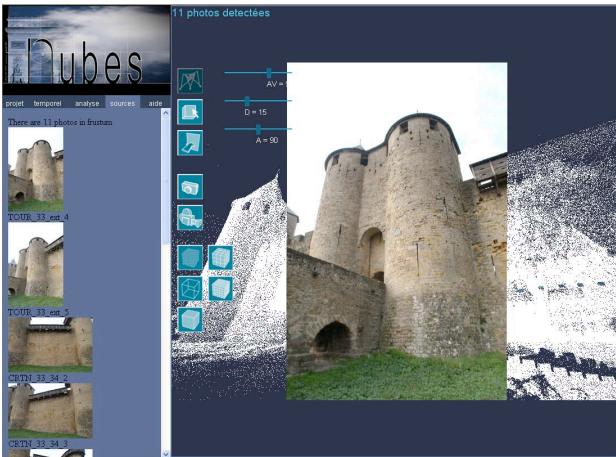 nubes
projet temporel analyse sources aide
There are 11 photos in frustum
TOUR_33_ext_4
TOUR_33_ext_5
CRTN_33_34_2
CRTN_33_34_3
11 photos detectées
D = 15
A = 90